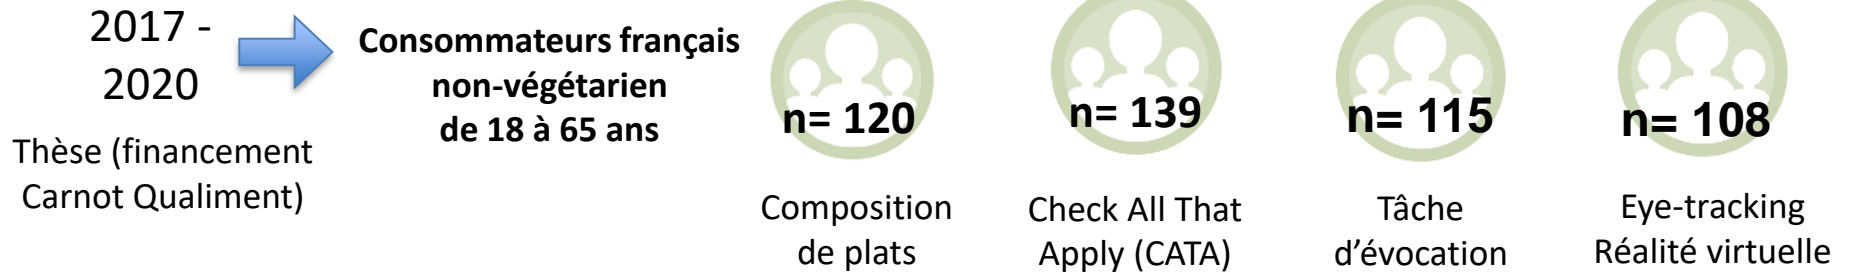 2017 -
2020
Thèse (financement
Carnot Qualiment)
Consommateurs français
non-végétarien
de 18 à 65 ans
n= 120
Composition
de plats
n= 139
Check All That
Apply (CATA)
n= 115
Tâche
d’évocation
n= 108
Eye-tracking
Réalité virtuelle